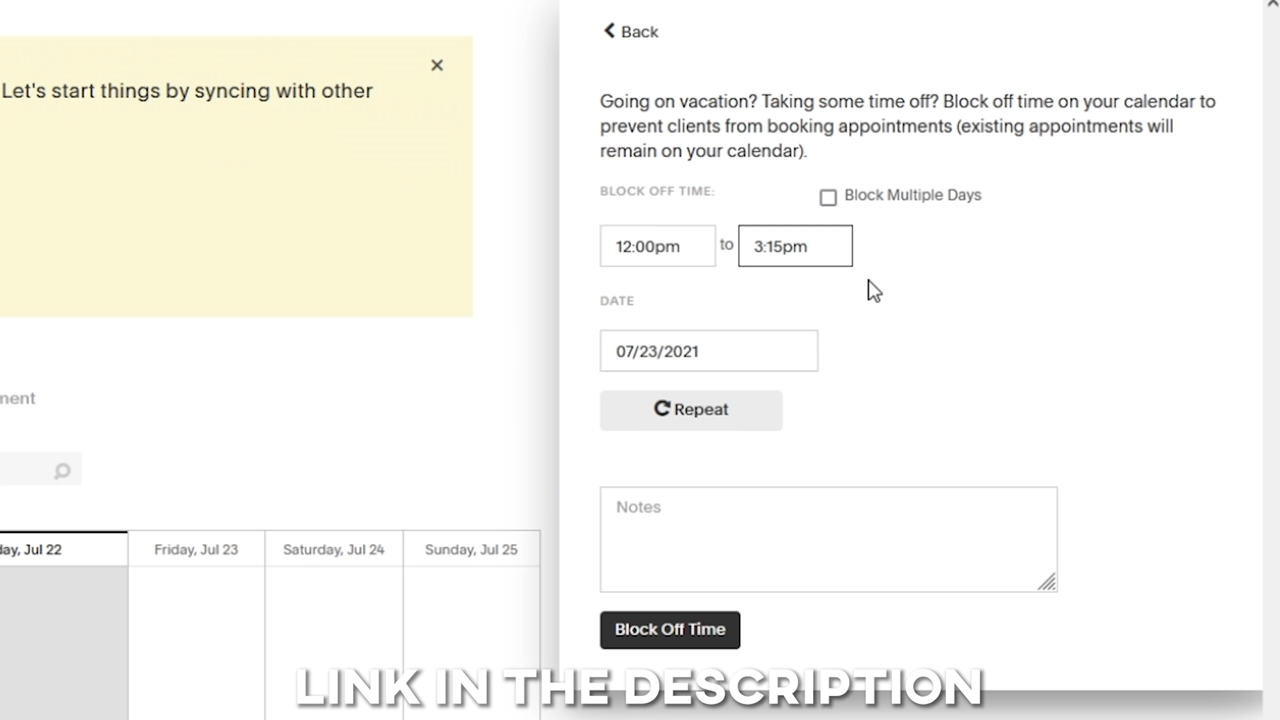 Back
Let's start things by syncing with other
Going on vacation? Taking some time off? Block off time on your calendar to
prevent clients from booking appointments (existing appointments will
remain on your calendar).
BLOCK OFF TIME:
Block Multiple Days
12:00pm to 3:15pm
DATE
07/23/2021
ment
Repeat
Notes
day, Jul 22 Friday, Jul 23 Saturday, Jul 24 Sunday, Jul 25
Block Off Time
LINK IN THE DESCRIPTION